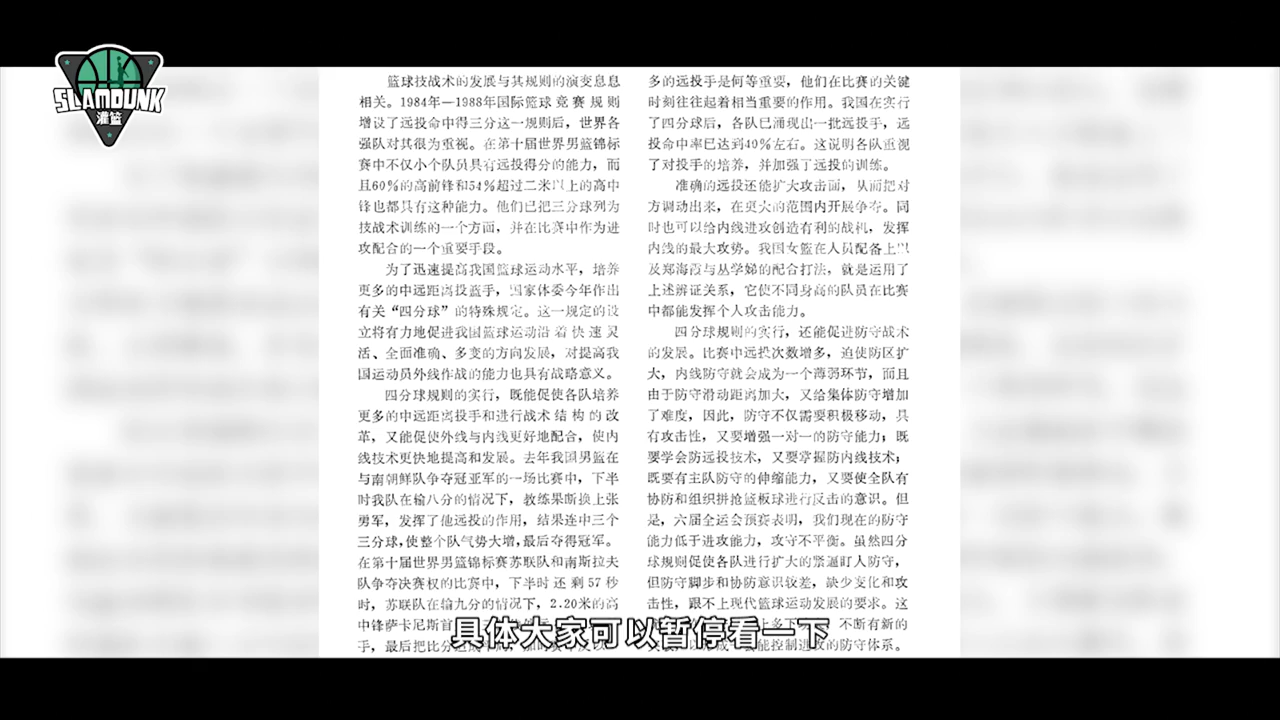 SLAMDUNK
灌篮
篮球技战术的发展与其规则的演变息息
相关。1984年—1988年国际篮球竞赛规则
增设了远投命中得三分这一规则后，世界各
强队对其很为重视。在第十届世界男篮锦标
赛中不仅小个队员具有远投得分的能力，而
且60%的高前锋和54%超过二米以上的高中
锋也都具有这种能力。他们已把三分球列为
技战术训练的一个方面，并在比赛中作为进
攻配合的一个重要手段。
为了迅速提高我国篮球运动水平，培养
更多的中远距离投篮手，国家体委今年作出
有关“四分球”的特殊规定。这一规定的设
立将有力地促进我国篮球运动沿着快速灵
活、全面准确、多变的方向发展，对提高我
国运动员外线作战的能力也具有战略意义。
四分球规则的实行，既能促使各队培养
更多的中远距离投手和进行战术结构的改
革，又能促使外线与内线更好地配合，使内
线技术更快地提高和发展。去年我国男篮在
与南朝鲜队争夺冠亚军的一场比赛中，下半
时我队在输八分的情况下，教练果断换上张
勇军，发挥了他远投的作用，结果连中三个
三分球，使整个队气势大增，最后夺得冠军。
在第十届世界男篮锦标赛苏联队和南斯拉夫
队争夺决赛权的比赛中，下半时还剩57秒
时，苏联队在输九分的情况下，2.20米的高
中锋萨卡尼斯首
手，最后把比分
多的远投手是何等重要，他们在比赛的关键
时刻往往起着相当重要的作用。我国在实行
了四分球后，各队已涌现出一批远投手，远
投命中率已达到40%左右。这说明各队重视
了对投手的培养，并加强了远投的训练。
准确的远投还能扩大攻击面，从而把对
方调动出来，在更大的范围内开展争夺。同
时也可以给内线进攻创造有利的战机，发挥
内线的最大攻势。我国女篮在人员配备上以
及郑海霞与丛学娣的配合打法，就是运用了
上述辨证关系，它使不同身高的队员在比赛
中都能发挥个人攻击能力。
四分球规则的实行，还能促进防守战术
的发展。比赛中远投次数增多，迫使防区扩
大，内线防守就会成为一个薄弱环节，而且
由于防守滑动距离加大，又给集体防守增加
了难度，因此，防守不仅需要积极移动，具
有攻击性，又要增强一对一的防守能力；既
要学会防远投技术，又要掌握防内线技术；
既要有主队防守的伸缩能力，又要使全队有
协防和组织拼抢篮板球进行反击的意识。但
是，六届全运会预赛表明，我们现在的防守
能力低于进攻能力，攻守不平衡。虽然四分
球规则促使各队进行扩大的紧逼盯人防守，
但防守脚步和协防意识较差，缺少变化和攻
击性，跟不上现代篮球运动发展的要求。这
上多下 不断有新的
能控制进攻的防守体系。
具体大家可以暂停看一下